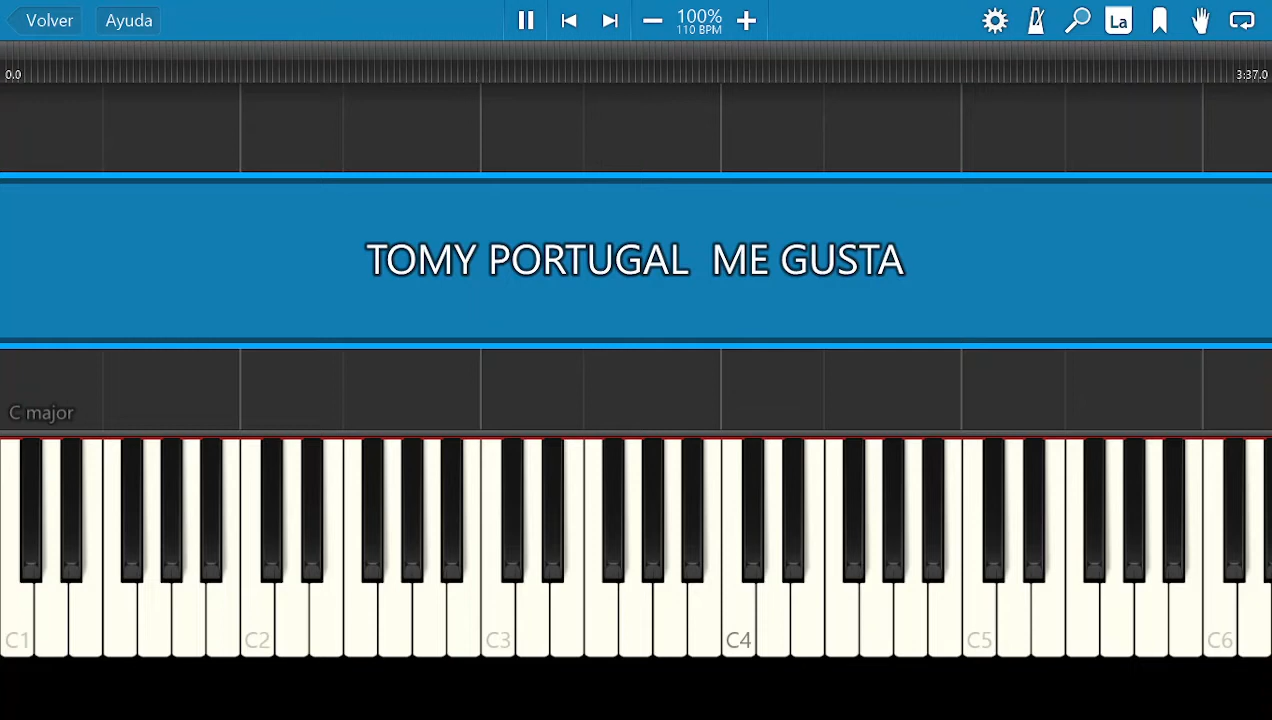 Volver Ayuda 100% La
110 BPM
0.0 3:37.0
TOMY PORTUGAL ME GUSTA
C major
C1 C2 C3 C4 C5 C6